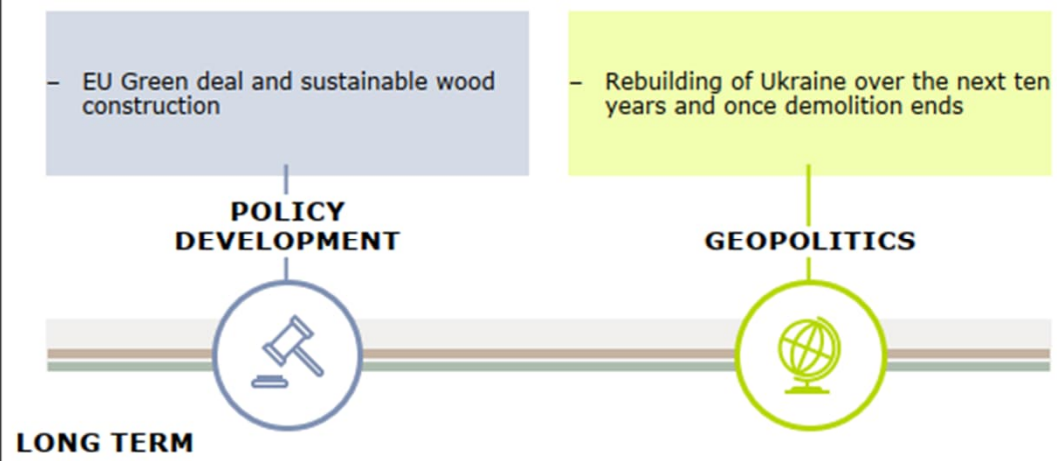 – EU Green deal and sustainable wood
construction
– Rebuilding of Ukraine over the next ten
years and once demolition ends
POLICY
DEVELOPMENT
GEOPOLITICS
LONG TERM